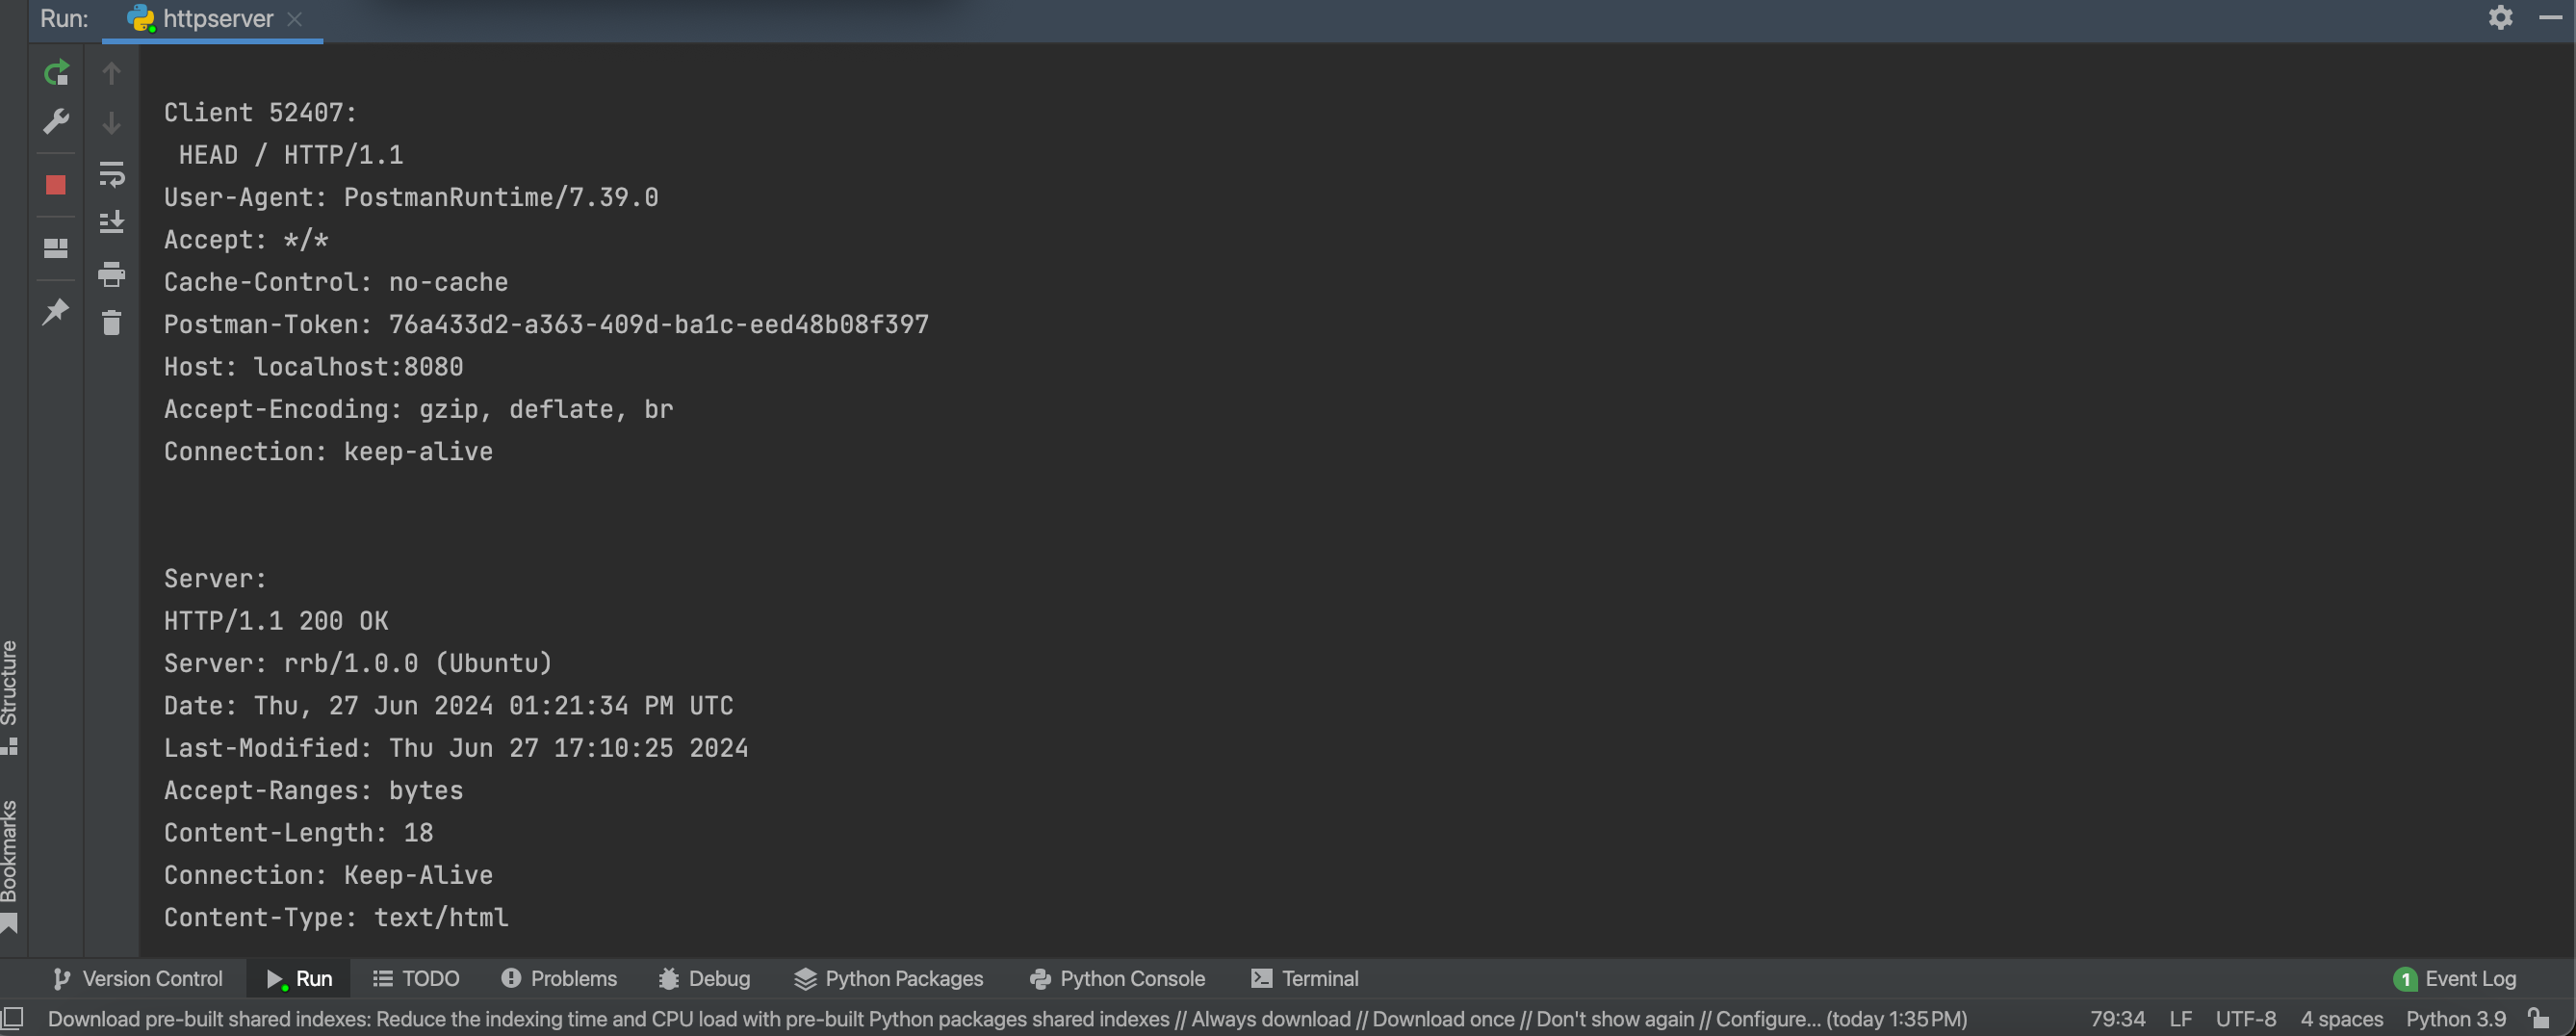 Run: httpserver
Client 52407:
HEAD / HTTP/1.1
User-Agent: PostmanRuntime/7.39.0
Accept: */*
Cache-Control: no-cache
Postman-Token: 76a433d2-a363-409d-ba1c-eed48b08f397
Host: localhost:8080
Accept-Encoding: gzip, deflate, br
Connection: keep-alive
Server:
HTTP/1.1 200 OK
Server: rrb/1.0.0 (Ubuntu)
Date: Thu, 27 Jun 2024 01:21:34 PM UTC
Last-Modified: Thu Jun 27 17:10:25 2024
Accept-Ranges: bytes
Content-Length: 18
Connection: Keep-Alive
Content-Type: text/html
Structure
Bookmarks
Version Control Run TODO Problems Debug Python Packages Python Console Terminal 1 Event Log
Download pre-built shared indexes: Reduce the indexing time and CPU load with pre-built Python packages shared indexes // Always download // Download once // Don't show again // Configure... (today 1:35 PM) 79:34 LF UTF-8 4 spaces Python 3.9